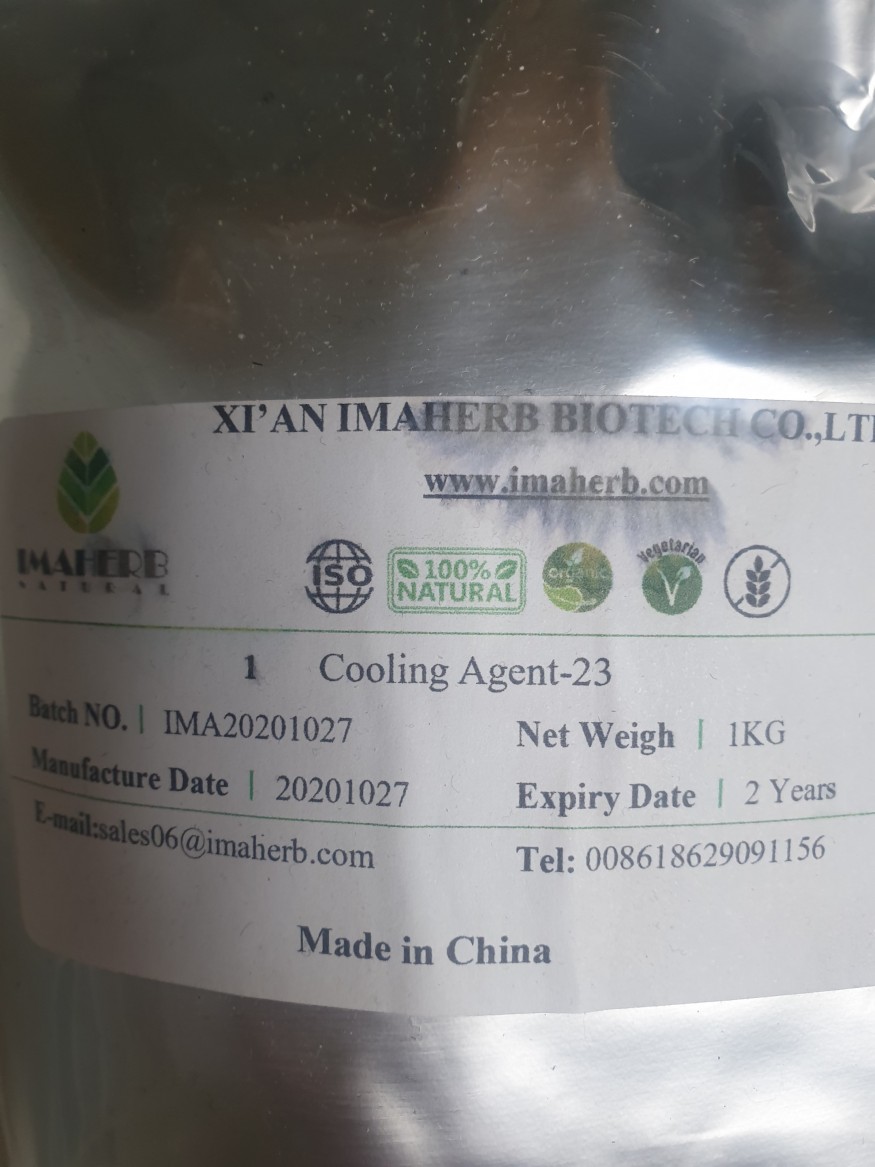 XI'AN IMAHERB BIOTECH CO.,LT
www.imaherb.com
IMAHERB
NATURAL
ISO
100%
NATURAL
organic
Vegetarian
V
1 Cooling Agent-23
Batch NO. | IMA20201027
Net Weigh | 1KG
Manufacture Date | 20201027
Expiry Date | 2 Years
E-mail:sales06@imaherb.com
Tel: 008618629091156
Made in China